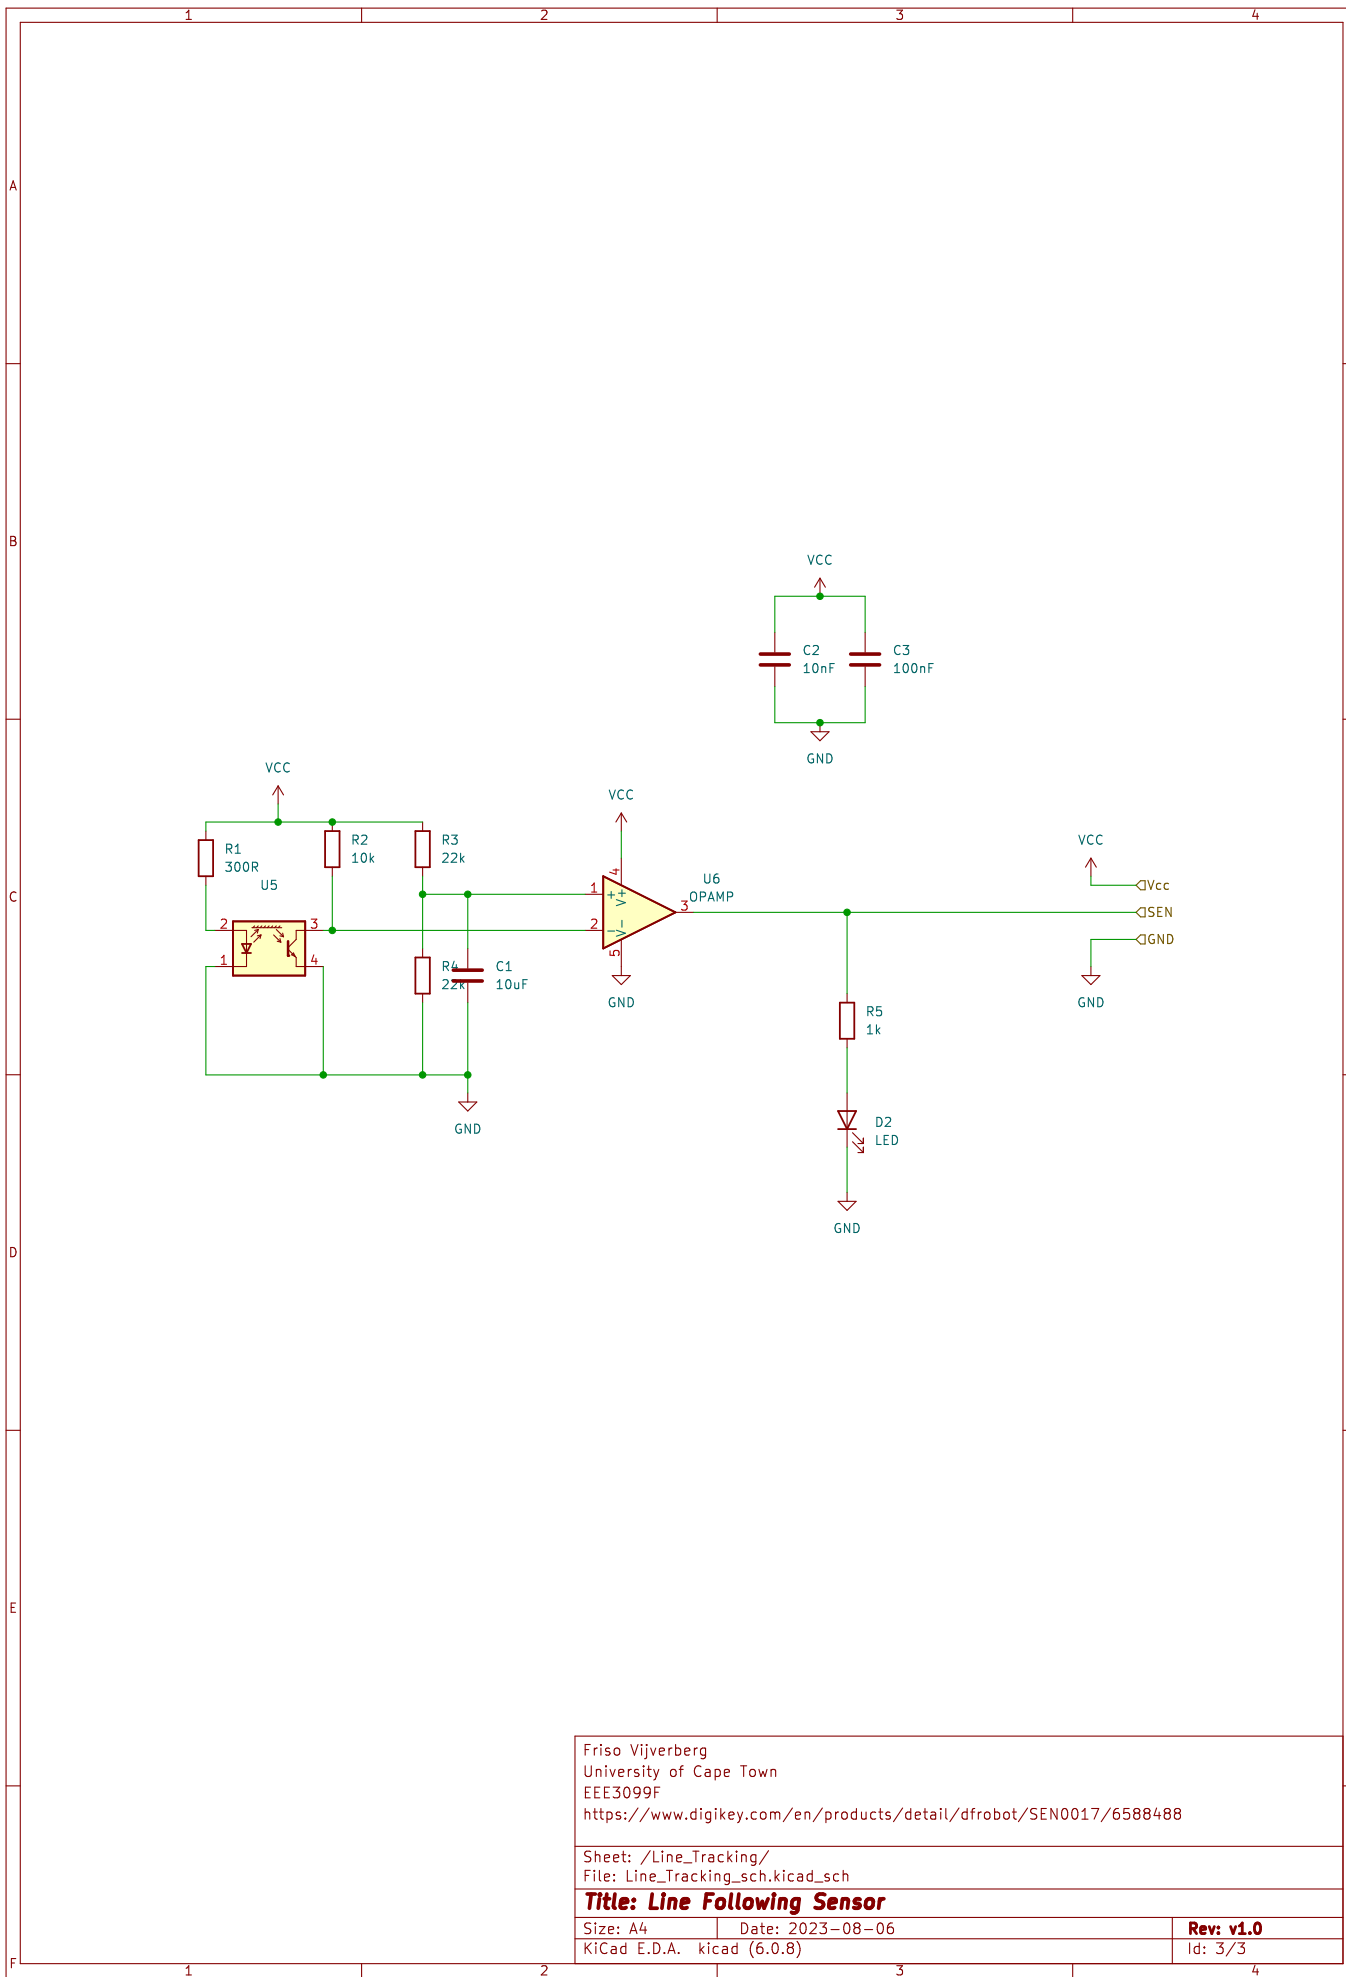 1 2 3 4
A
B
VCC
C2
10nF
C3
100nF
GND
VCC
VCC
R1
300R
R2
10k
R3
22k
VCC
U5
U6
OPAMP
C
1
2
3
4
5
+
-
V+
V-
Vcc
SEN
GND
2
3
1
4
R4
22k
C1
10uF
GND
GND
R5
1k
GND
D2
LED
GND
D
E
Friso Vijverberg
University of Cape Town
EEE3099F
https://www.digikey.com/en/products/detail/dfrobot/SEN0017/6588488
Sheet: /Line_Tracking/
File: Line_Tracking_sch.kicad_sch
Title: Line Following Sensor
Size: A4 Date: 2023-08-06 Rev: v1.0
KiCad E.D.A. kicad (6.0.8) Id: 3/3
F
1 2 3 4